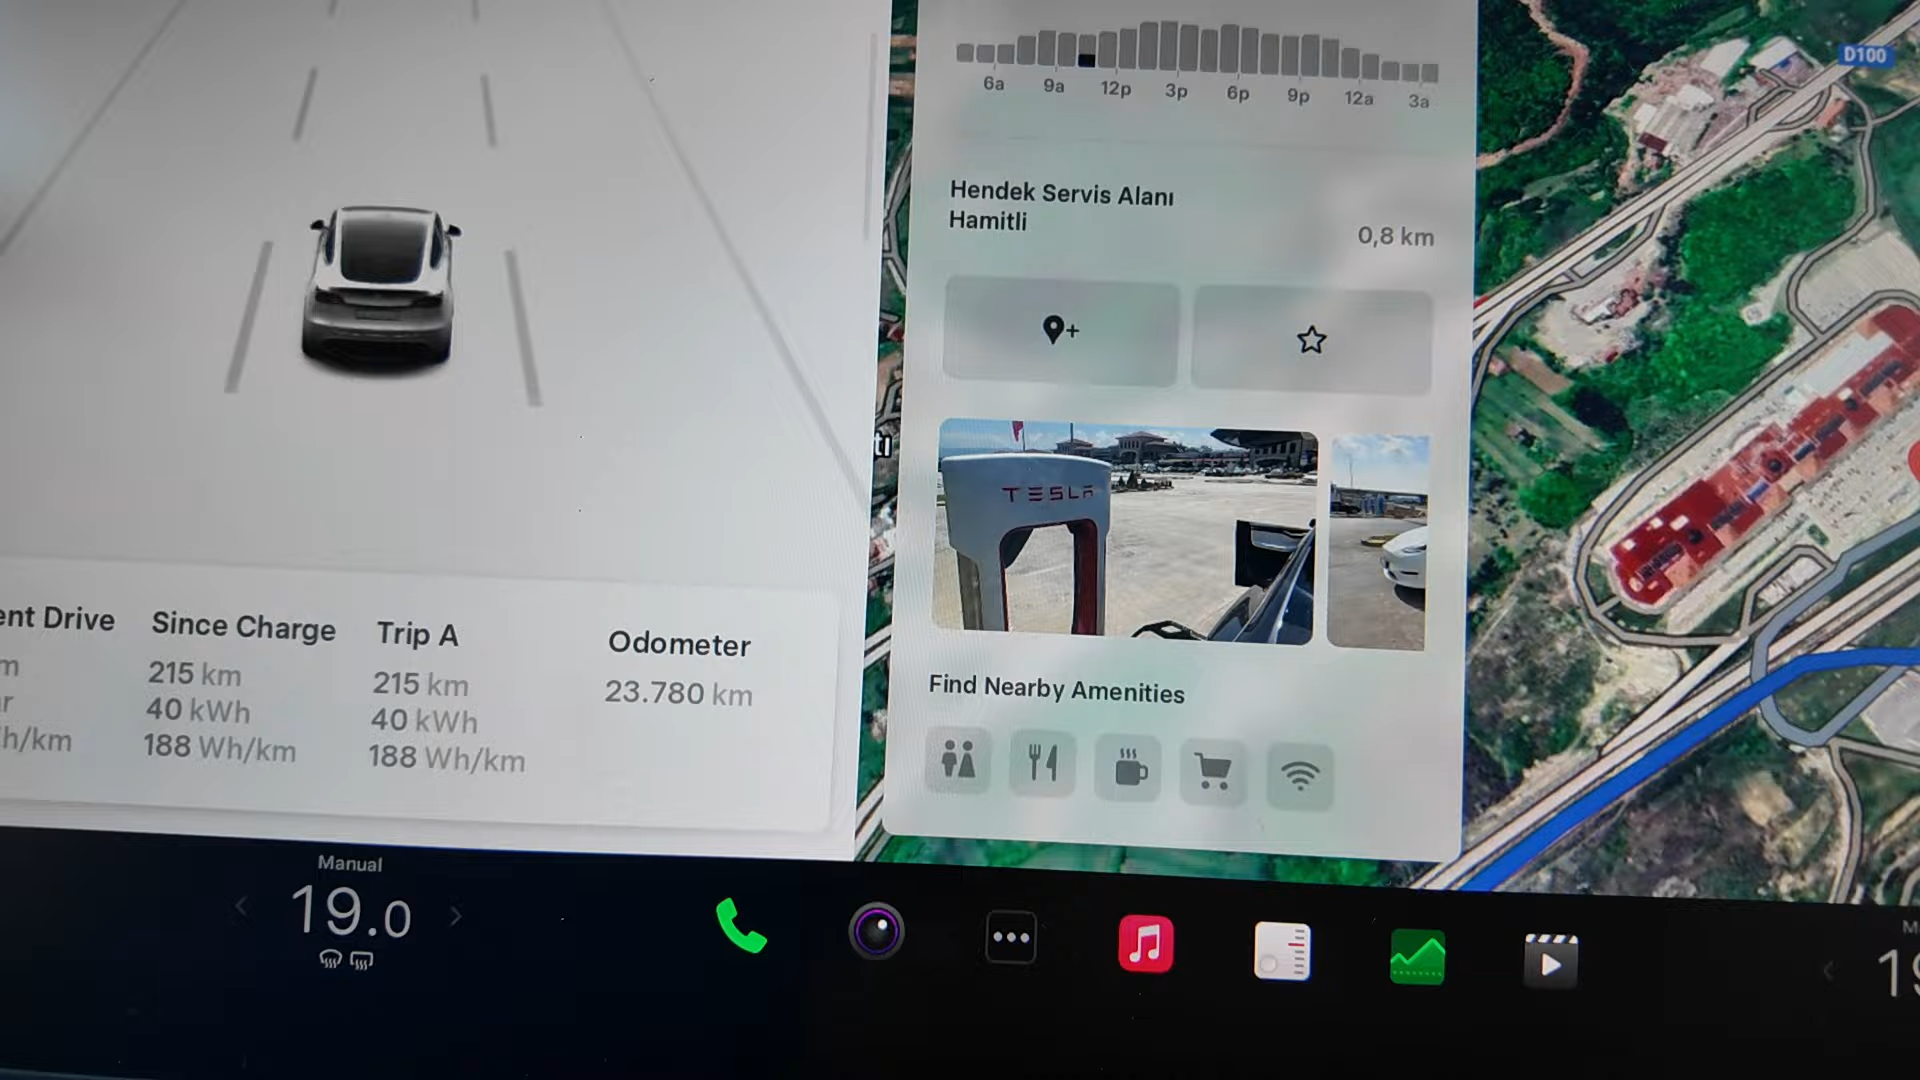 D100
6a 9a 12p 3p 6p 9p 12a 3a
Hendek Servis Alanı
Hamitli
0,8 km
TESLA
ent Drive
Since Charge
215 km
40 kWh
188 Wh/km
Trip A
215 km
40 kWh
188 Wh/km
Odometer
23.780 km
Find Nearby Amenities
Manual
19.0